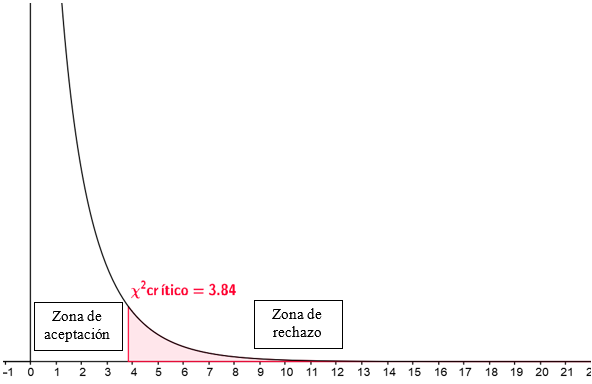 χ²crítico = 3.84
Zona de
aceptación
Zona de
rechazo
-1 0 1 2 3 4 5 6 7 8 9 10 11 12 13 14 15 16 17 18 19 20 21 2